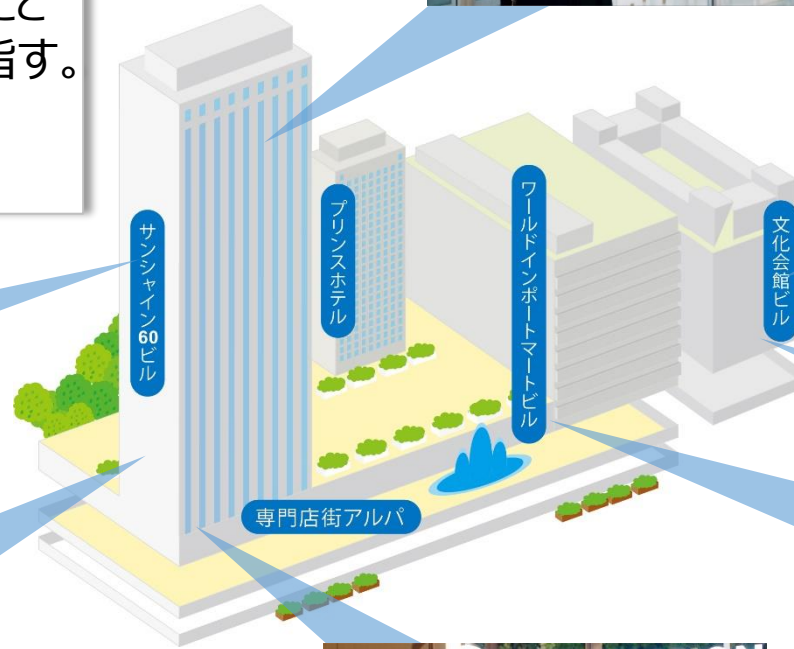 指す。
サンシャイン60ビル
プリンスホテル
ワールドインポートマートビル
文化会館ビル
専門店街アルパ